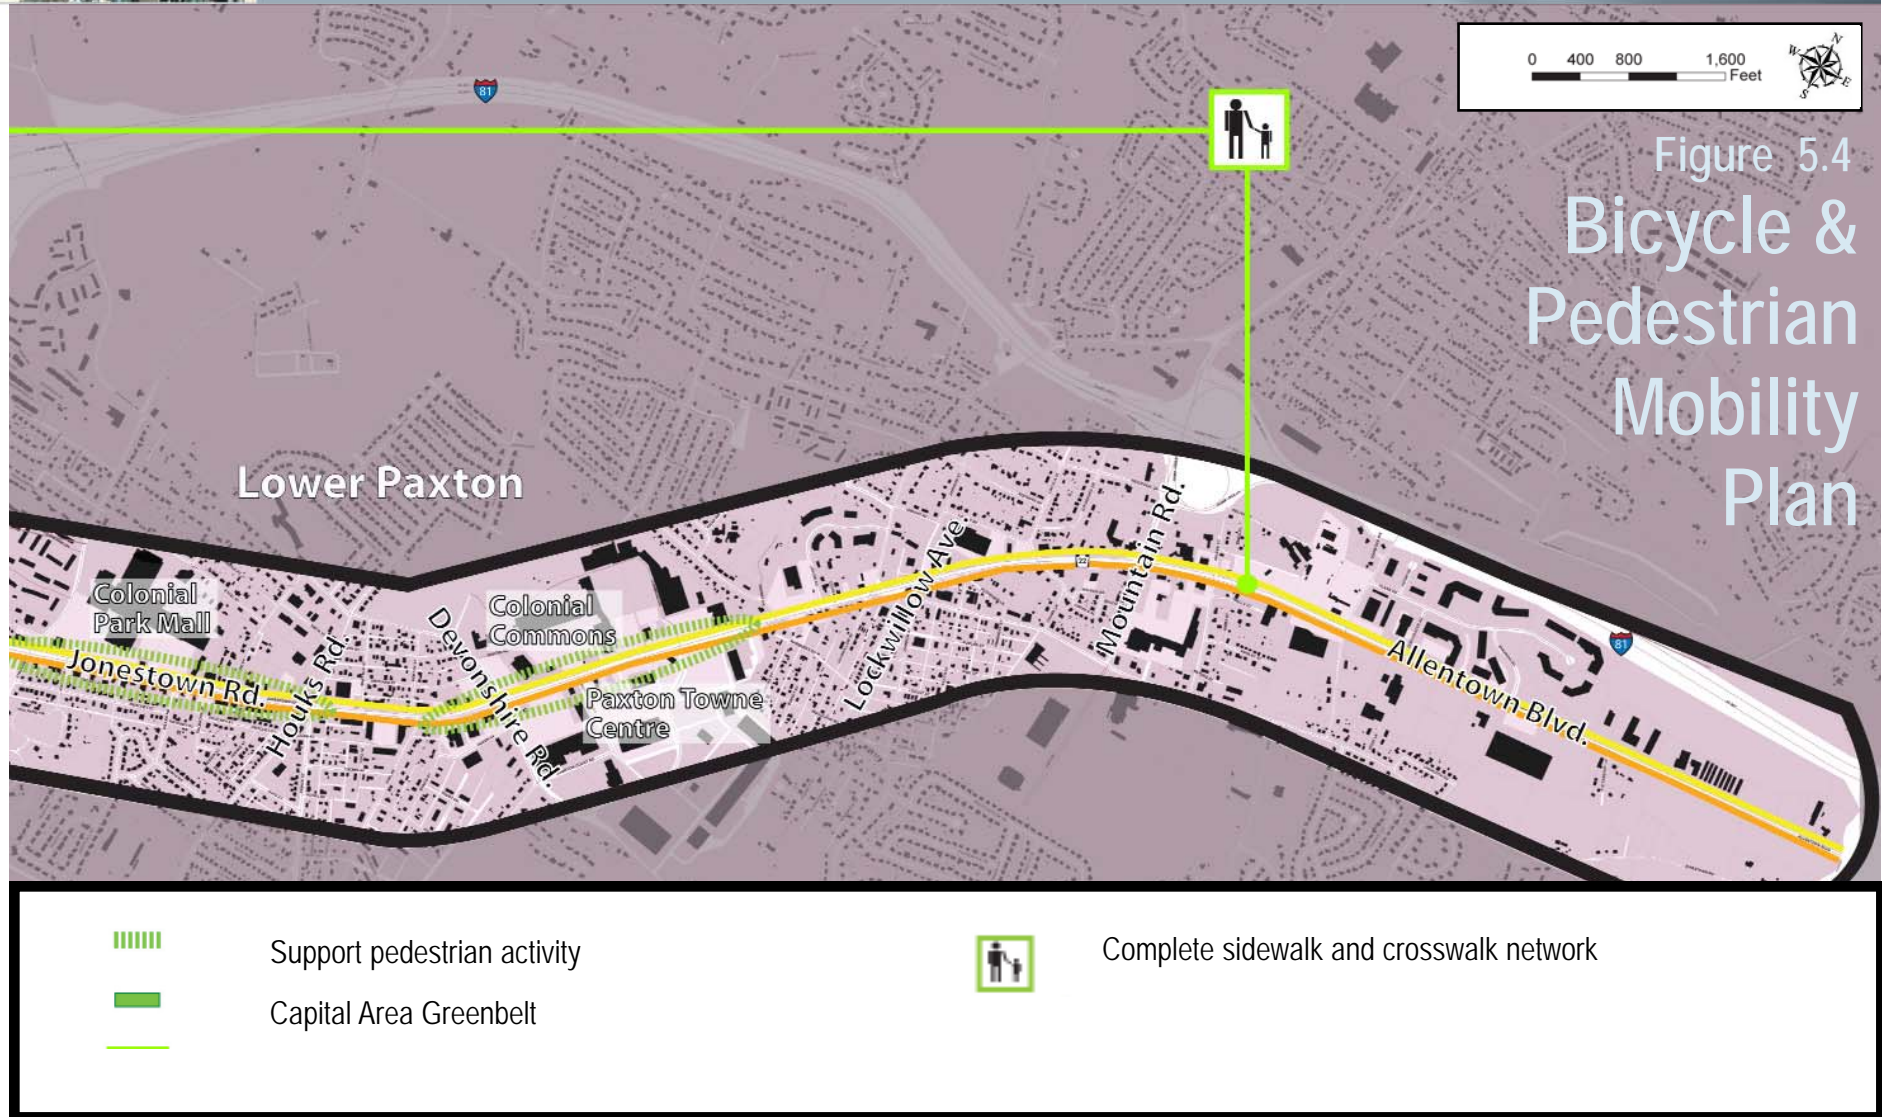 0 400 800 1,600
Feet
W N
S E
81
Figure 5.4
Bicycle &
Pedestrian
Mobility
Plan
Lower Paxton
Colonial
Park Mall
Jonestown Rd.
Houks Rd.
Devonshire Rd.
Colonial
Commons
Paxton Towne
Centre
Lockwillow Ave.
22
Mountain Rd.
Allentown Blvd.
81
Support pedestrian activity
Capital Area Greenbelt
Complete sidewalk and crosswalk network